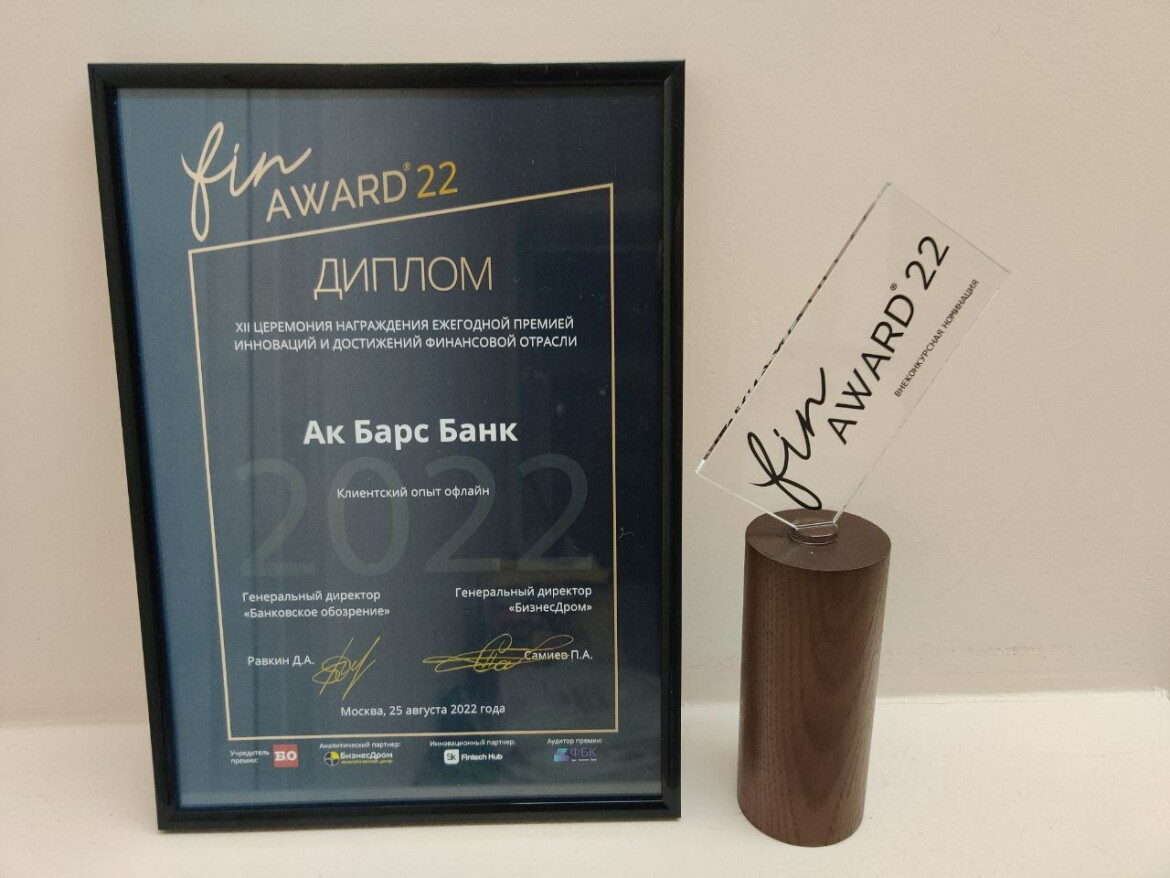 fin
AWARD® 22
ДИПЛОМ
XII ЦЕРЕМОНИЯ НАГРАЖДЕНИЯ ЕЖЕГОДНОЙ ПРЕМИЕЙ
ИННОВАЦИЙ И ДОСТИЖЕНИЙ ФИНАНСОВОЙ ОТРАСЛИ
Ак Барс Банк
2022
Клиентский опыт офлайн
Генеральный директор
«Банковское обозрение»
Равкин Д.А.
Генеральный директор
«БизнесДром»
Самиев П.А.
Москва, 25 августа 2022 года
Учредитель
премии:
БО
Аналитический партнер:
БизнесДром
Инновационный партнер:
Sk Fintech Hub
Аудитор премии:
ФБК
fin
AWARD® 22
ВНЕКОНКУРСНАЯ НОМИНАЦИЯ